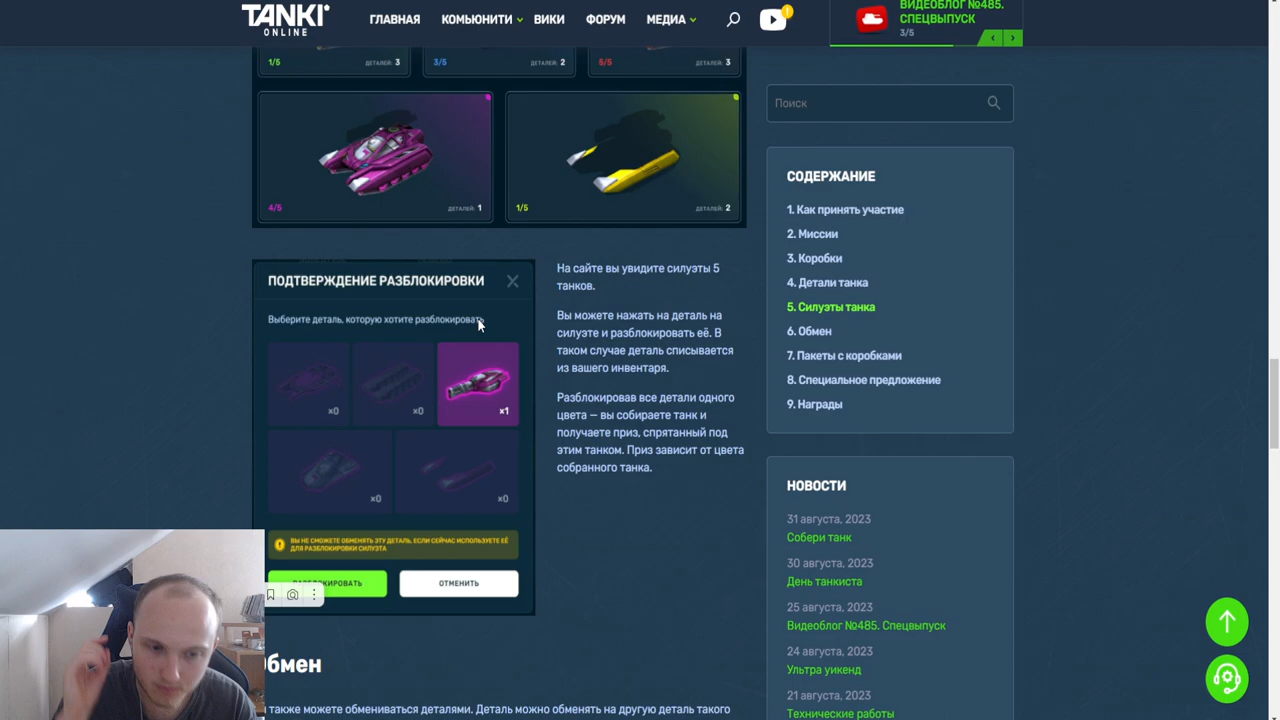 TANKI
ONLINE
ГЛАВНАЯ
КОМЬЮНИТИ
ВИКИ
ФОРУМ
МЕДИА
!
ВИДЕОБЛОГ №485.
СПЕЦВЫПУСК
3/5
1/5
ДЕТАЛЕЙ: 3
3/5
ДЕТАЛЕЙ: 2
5/5
ДЕТАЛЕЙ: 3
4/5
ДЕТАЛЕЙ: 1
1/5
ДЕТАЛЕЙ: 2
ПОДТВЕРЖДЕНИЕ РАЗБЛОКИРОВКИ
Выберите деталь, которую хотите разблокировать
x0
x0
x1
x0
x0
ВЫ НЕ СМОЖЕТЕ ОБМЕНЯТЬ ЭТУ ДЕТАЛЬ, ЕСЛИ СЕЙЧАС ИСПОЛЬЗУЕТЕ ЕЁ
ДЛЯ РАЗБЛОКИРОВКИ СИЛУЭТА
РАЗБЛОКИРОВАТЬ
ОТМЕНИТЬ
На сайте вы увидите силуэты 5
танков.
Вы можете нажать на деталь на
силуэте и разблокировать её. В
таком случае деталь списывается
из вашего инвентаря.
Разблокировав все детали одного
цвета — вы собираете танк и
получаете приз, спрятанный под
этим танком. Приз зависит от цвета
собранного танка.
Обмен
также можете обмениваться деталями. Деталь можно обменять на другую деталь такого
Поиск
СОДЕРЖАНИЕ
1. Как принять участие
2. Миссии
3. Коробки
4. Детали танка
5. Силуэты танка
6. Обмен
7. Пакеты с коробками
8. Специальное предложение
9. Награды
НОВОСТИ
31 августа, 2023
Собери танк
30 августа, 2023
День танкиста
25 августа, 2023
Видеоблог №485. Спецвыпуск
24 августа, 2023
Ультра уикенд
21 августа, 2023
Технические работы